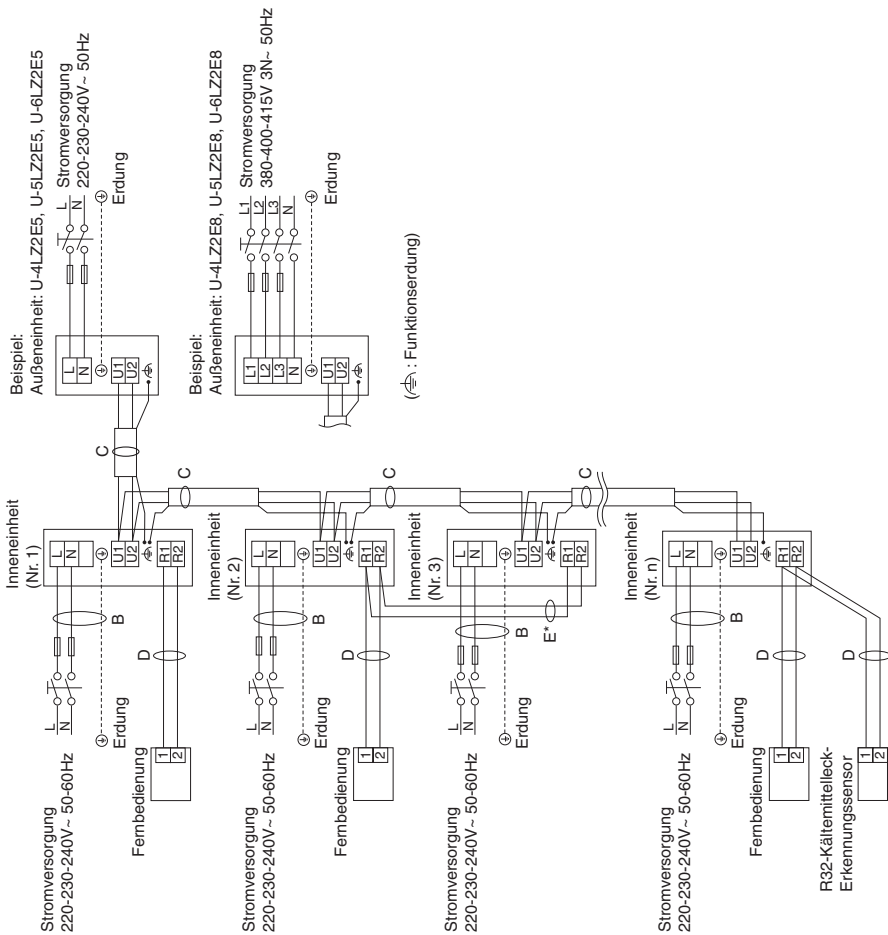 Beispiel:
Außeneinheit: U-4LZ2E5, U-5LZ2E5, U-6LZ2E5
L
N
Stromversorgung
220-230-240V~ 50Hz
Erdung
L
N
U1
U2
C
Beispiel:
Außeneinheit: U-4LZ2E8, U-5LZ2E8, U-6LZ2E8
L1
L2
L3
N
Stromversorgung
380-400-415V 3N~ 50Hz
Erdung
L1
L2
L3
N
U1
U2
( : Funktionserdung)
Inneneinheit
(Nr. 1)
L
N
U1
U2
R1
R2
C
B
D
L
N
Erdung
Stromversorgung
220-230-240V~ 50-60Hz
Fernbedienung
1
2
Inneneinheit
(Nr. 2)
L
N
U1
U2
R1
R2
C
B
D
L
N
Erdung
Stromversorgung
220-230-240V~ 50-60Hz
Fernbedienung
1
2
Inneneinheit
(Nr. 3)
L
N
U1
U2
R1
R2
C
B
E*
L
N
Erdung
Stromversorgung
220-230-240V~ 50-60Hz
Inneneinheit
(Nr. n)
L
N
U1
U2
R1
R2
B
D
D
L
N
Erdung
Stromversorgung
220-230-240V~ 50-60Hz
Fernbedienung
1
2
R32-Kältemittelleck-
Erkennungssensor
1
2